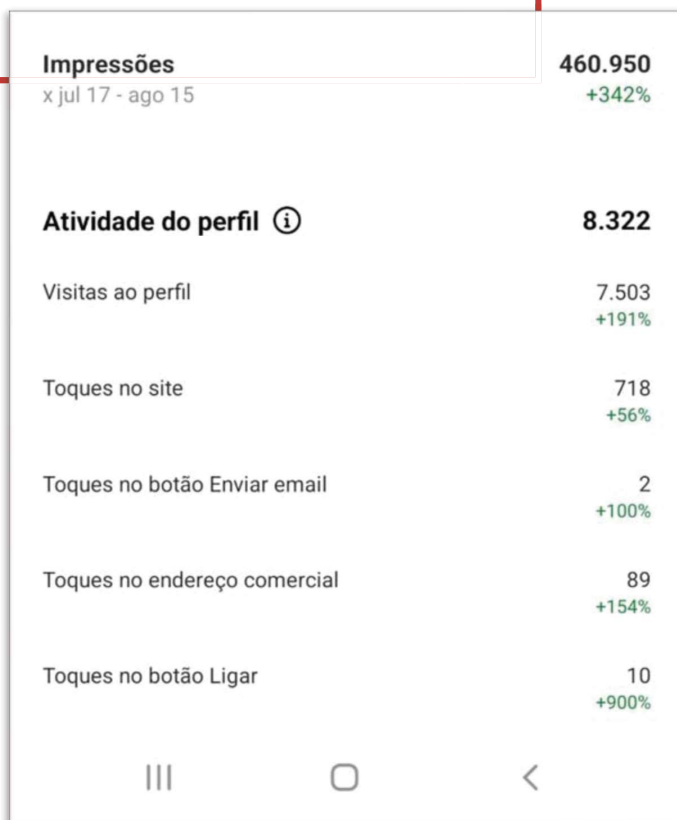 Impressões 460.950
x jul 17 - ago 15 +342%
Atividade do perfil 8.322
Visitas ao perfil 7.503
+191%
Toques no site 718
+56%
Toques no botão Enviar email 2
+100%
Toques no endereço comercial 89
+154%
Toques no botão Ligar 10
+900%